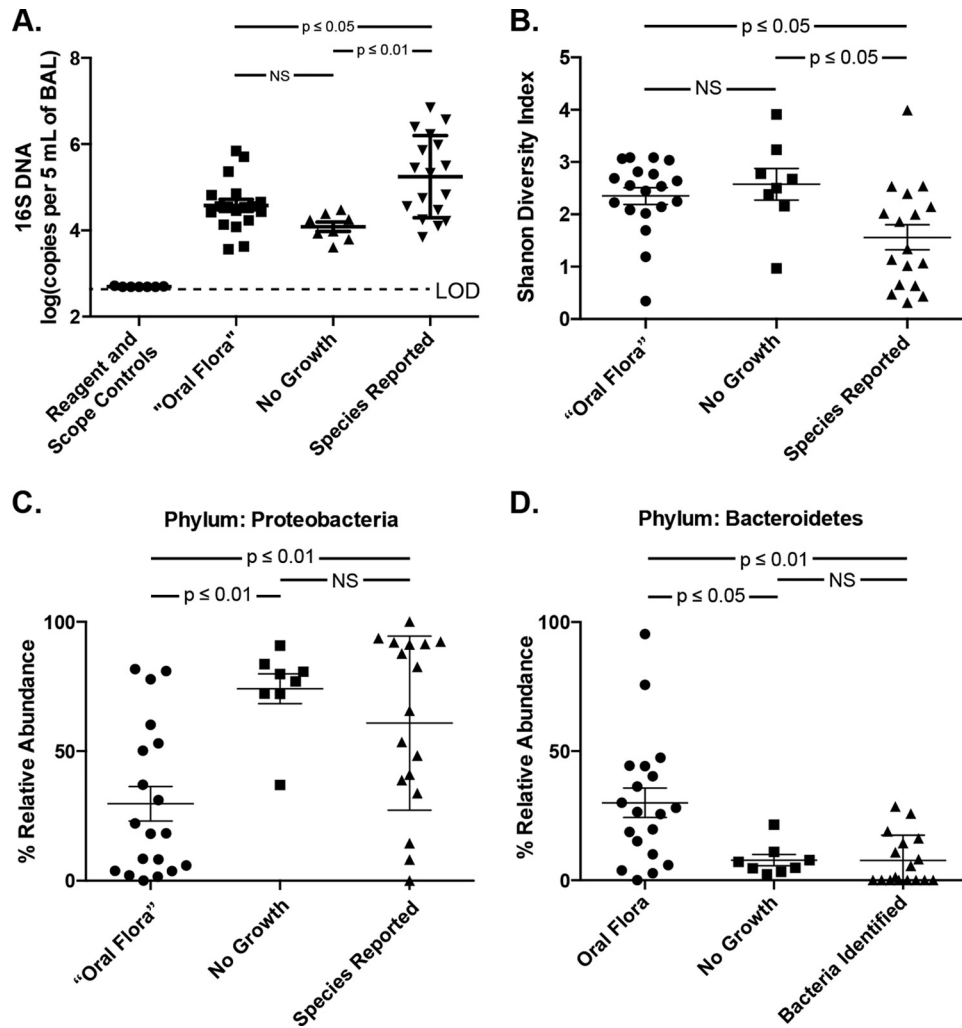 A.
p ≤ 0.05
p ≤ 0.01
NS
16S DNA
log(copies per 5 mL of BAL)
8
6
4
2
LOD
Reagent and
Scope Controls
"Oral Flora"
No Growth
Species Reported
B.
p ≤ 0.05
p ≤ 0.05
NS
Shannon Diversity Index
5
4
3
2
1
0
“Oral Flora”
No Growth
Species Reported
C.
Phylum: Proteobacteria
p ≤ 0.01
NS
p ≤ 0.01
% Relative Abundance
100
50
0
“Oral Flora”
No Growth
Species Reported
D.
Phylum: Bacteroidetes
p ≤ 0.01
NS
p ≤ 0.05
% Relative Abundance
100
50
0
Oral Flora
No Growth
Bacteria Identified